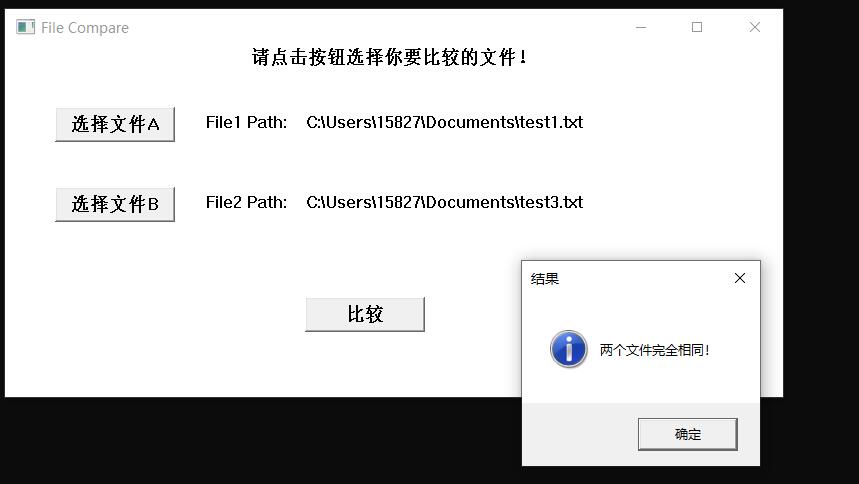 File Compare
请点击按钮选择你要比较的文件！
选择文件A File1 Path: C:\Users\15827\Documents\test1.txt
选择文件B File2 Path: C:\Users\15827\Documents\test3.txt
比较
结果
两个文件完全相同！
确定